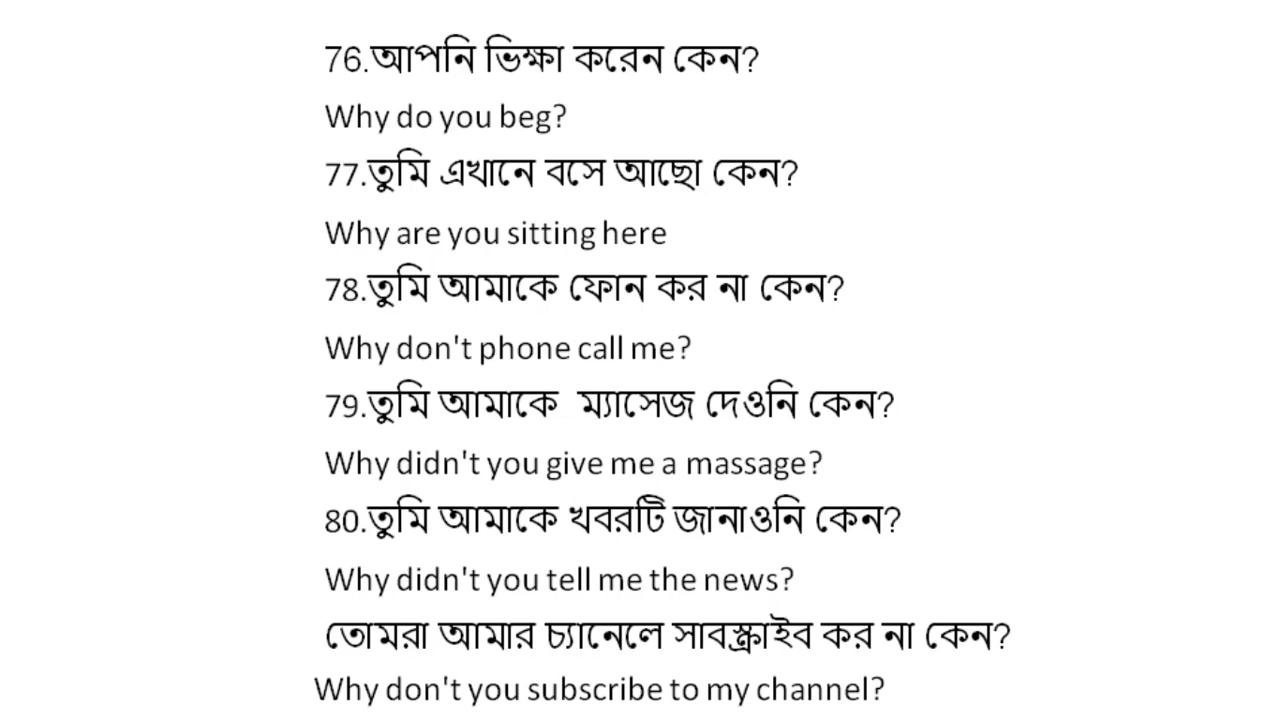 76.আপনি ভিক্ষা করেন কেন?
Why do you beg?
77.তুমি এখানে বসে আছো কেন?
Why are you sitting here
78.তুমি আমাকে ফোন কর না কেন?
Why don't phone call me?
79.তুমি আমাকে ম্যাসেজ দেওনি কেন?
Why didn't you give me a massage?
80.তুমি আমাকে খবরটি জানাওনি কেন?
Why didn't you tell me the news?
তোমরা আমার চ্যানেলে সাবস্ক্রাইব কর না কেন?
Why don't you subscribe to my channel?